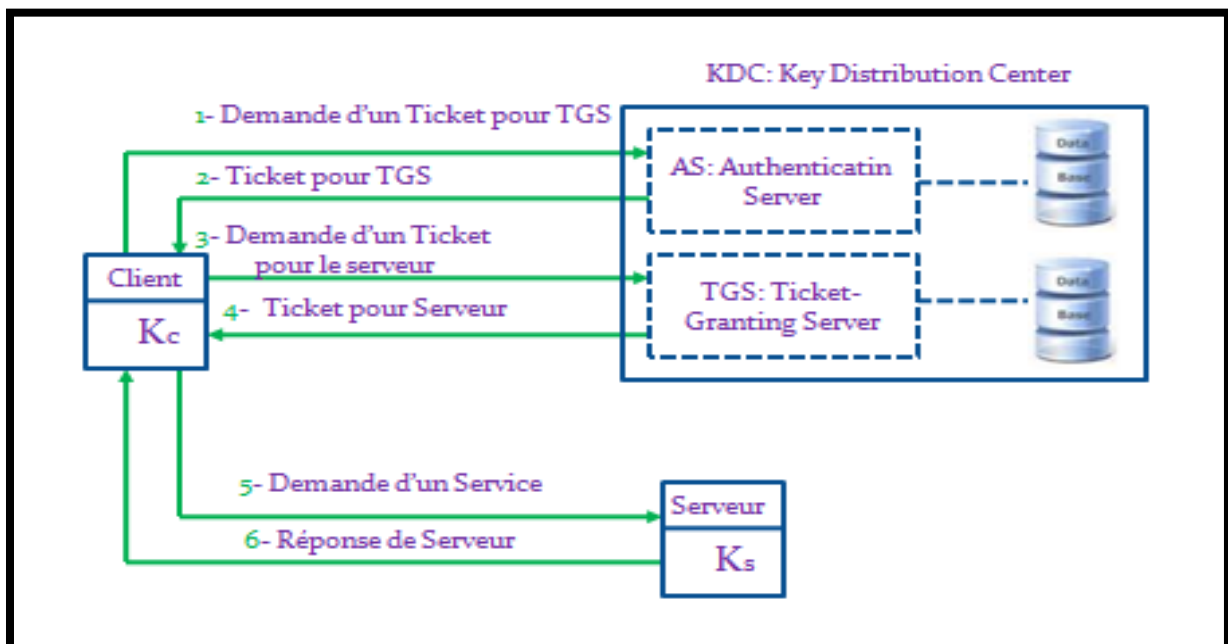 KDC: Key Distribution Center
1- Demande d'un Ticket pour TGS
2- Ticket pour TGS
3- Demande d'un Ticket
pour le serveur
4- Ticket pour Serveur
AS: Authenticatin
Server
Data
Base
TGS: Ticket-
Granting Server
Data
Base
Client
Kc
5- Demande d'un Service
6- Réponse de Serveur
Serveur
Ks